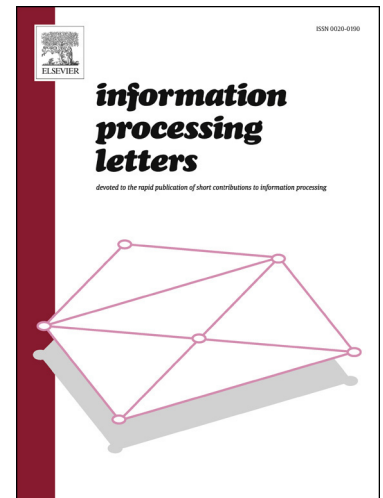 ISSN 0020-0190
ELSEVIER
information
processing
letters
devoted to the rapid publication of short contributions to information processing